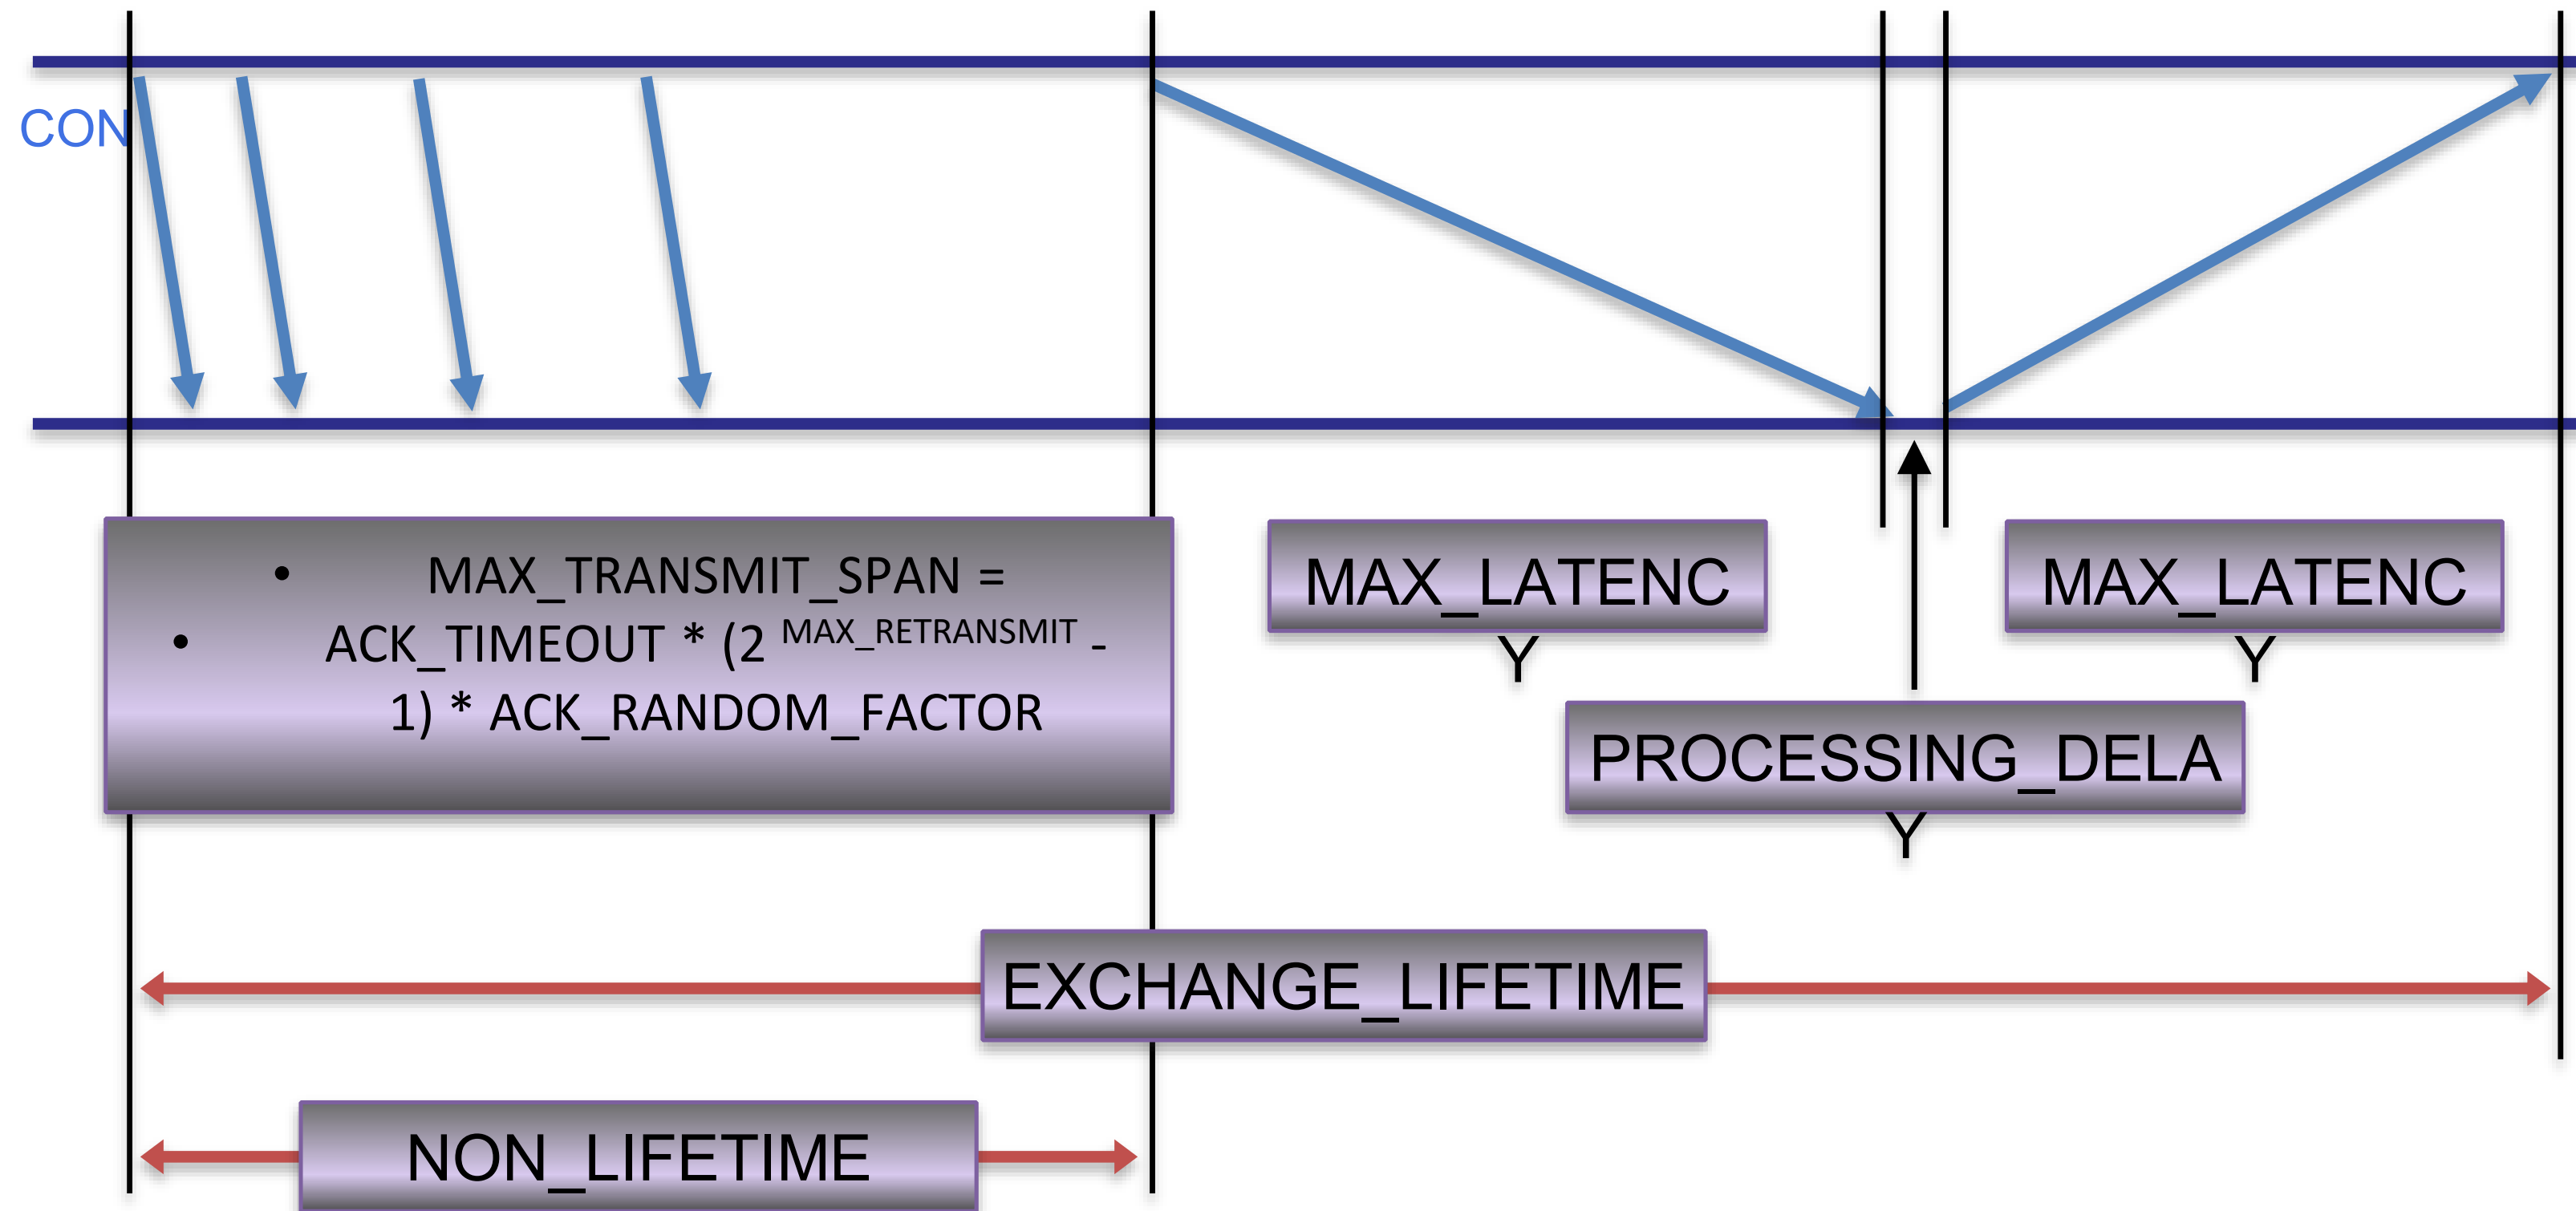 CON
• MAX_TRANSMIT_SPAN =
• ACK_TIMEOUT * (2 MAX_RETRANSMIT -
1) * ACK_RANDOM_FACTOR
MAX_LATENC
Y
MAX_LATENC
Y
PROCESSING_DELA
Y
EXCHANGE_LIFETIME
NON_LIFETIME